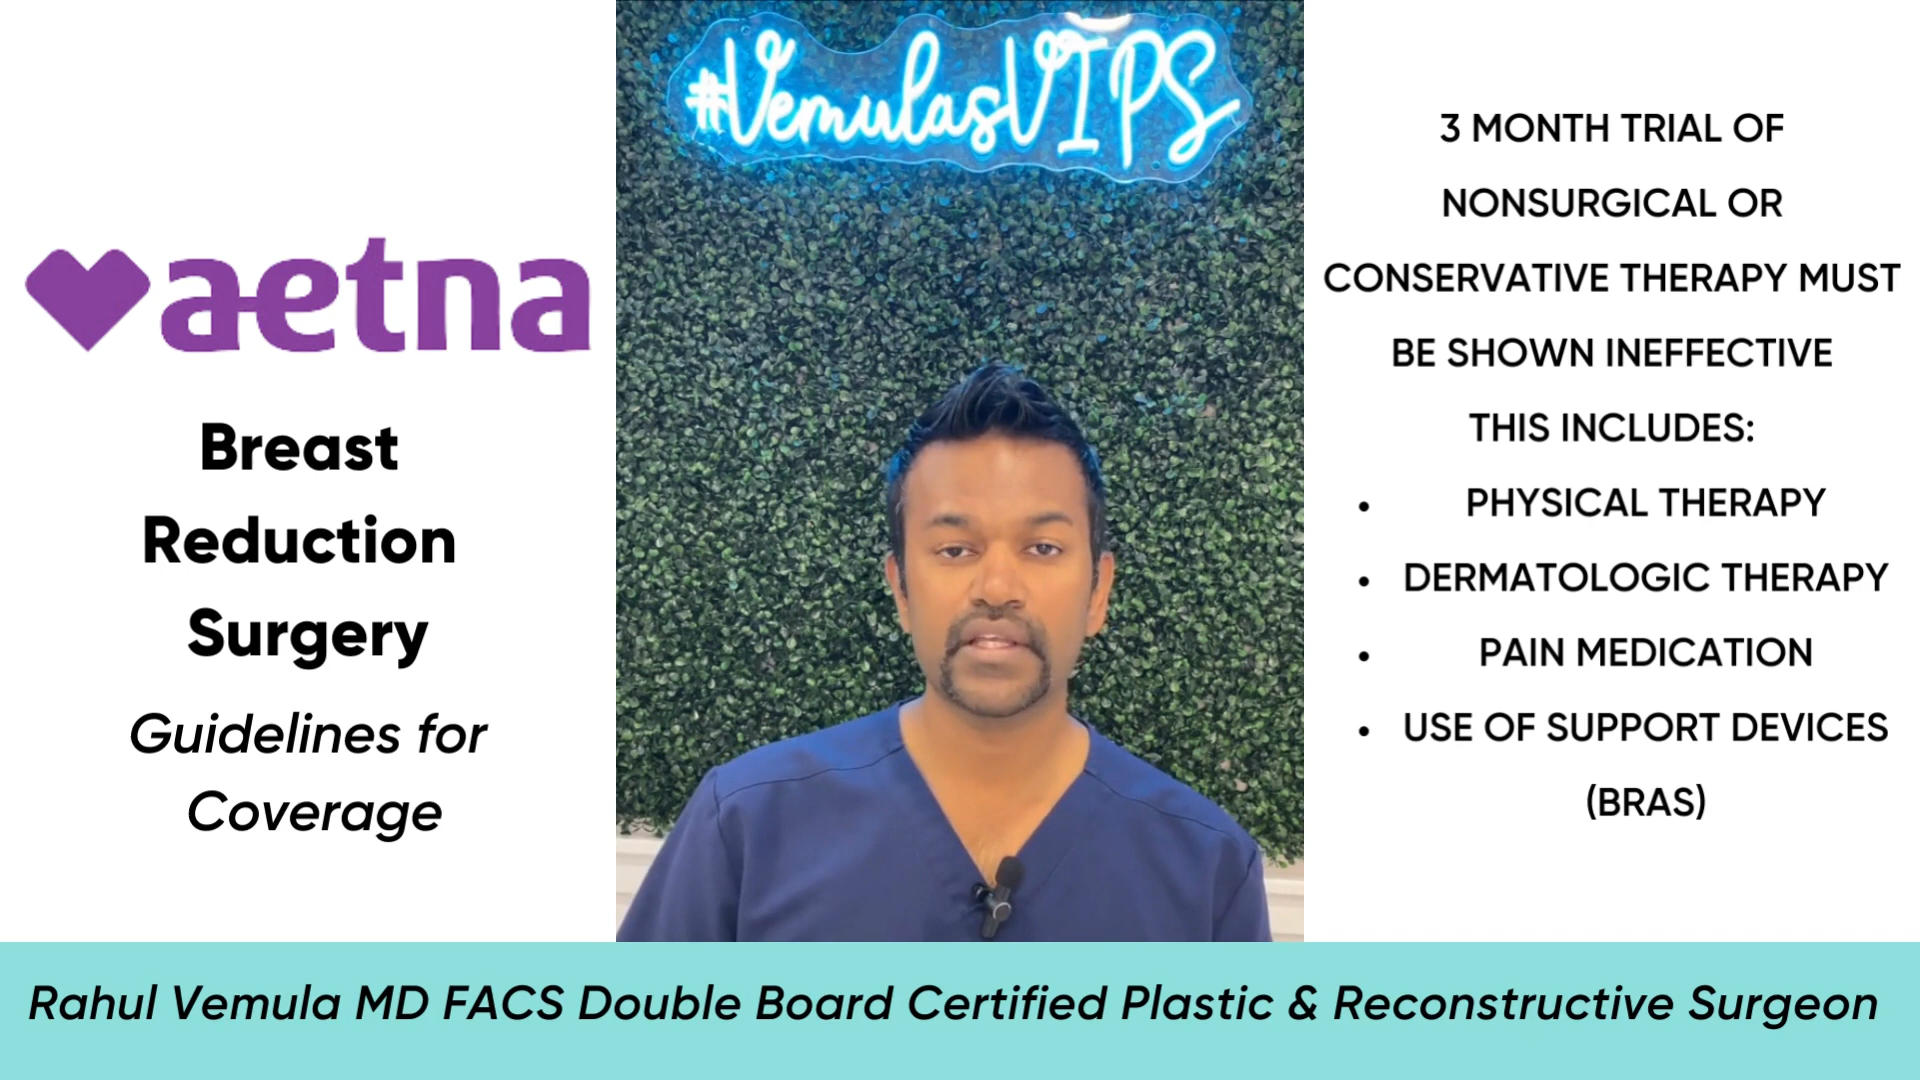 #VemulasVIPS
aetna
Breast
Reduction
Surgery
Guidelines for
Coverage
3 MONTH TRIAL OF
NONSURGICAL OR
CONSERVATIVE THERAPY MUST
BE SHOWN INEFFECTIVE
THIS INCLUDES:
• PHYSICAL THERAPY
• DERMATOLOGIC THERAPY
• PAIN MEDICATION
• USE OF SUPPORT DEVICES
(BRAS)
Rahul Vemula MD FACS Double Board Certified Plastic & Reconstructive Surgeon